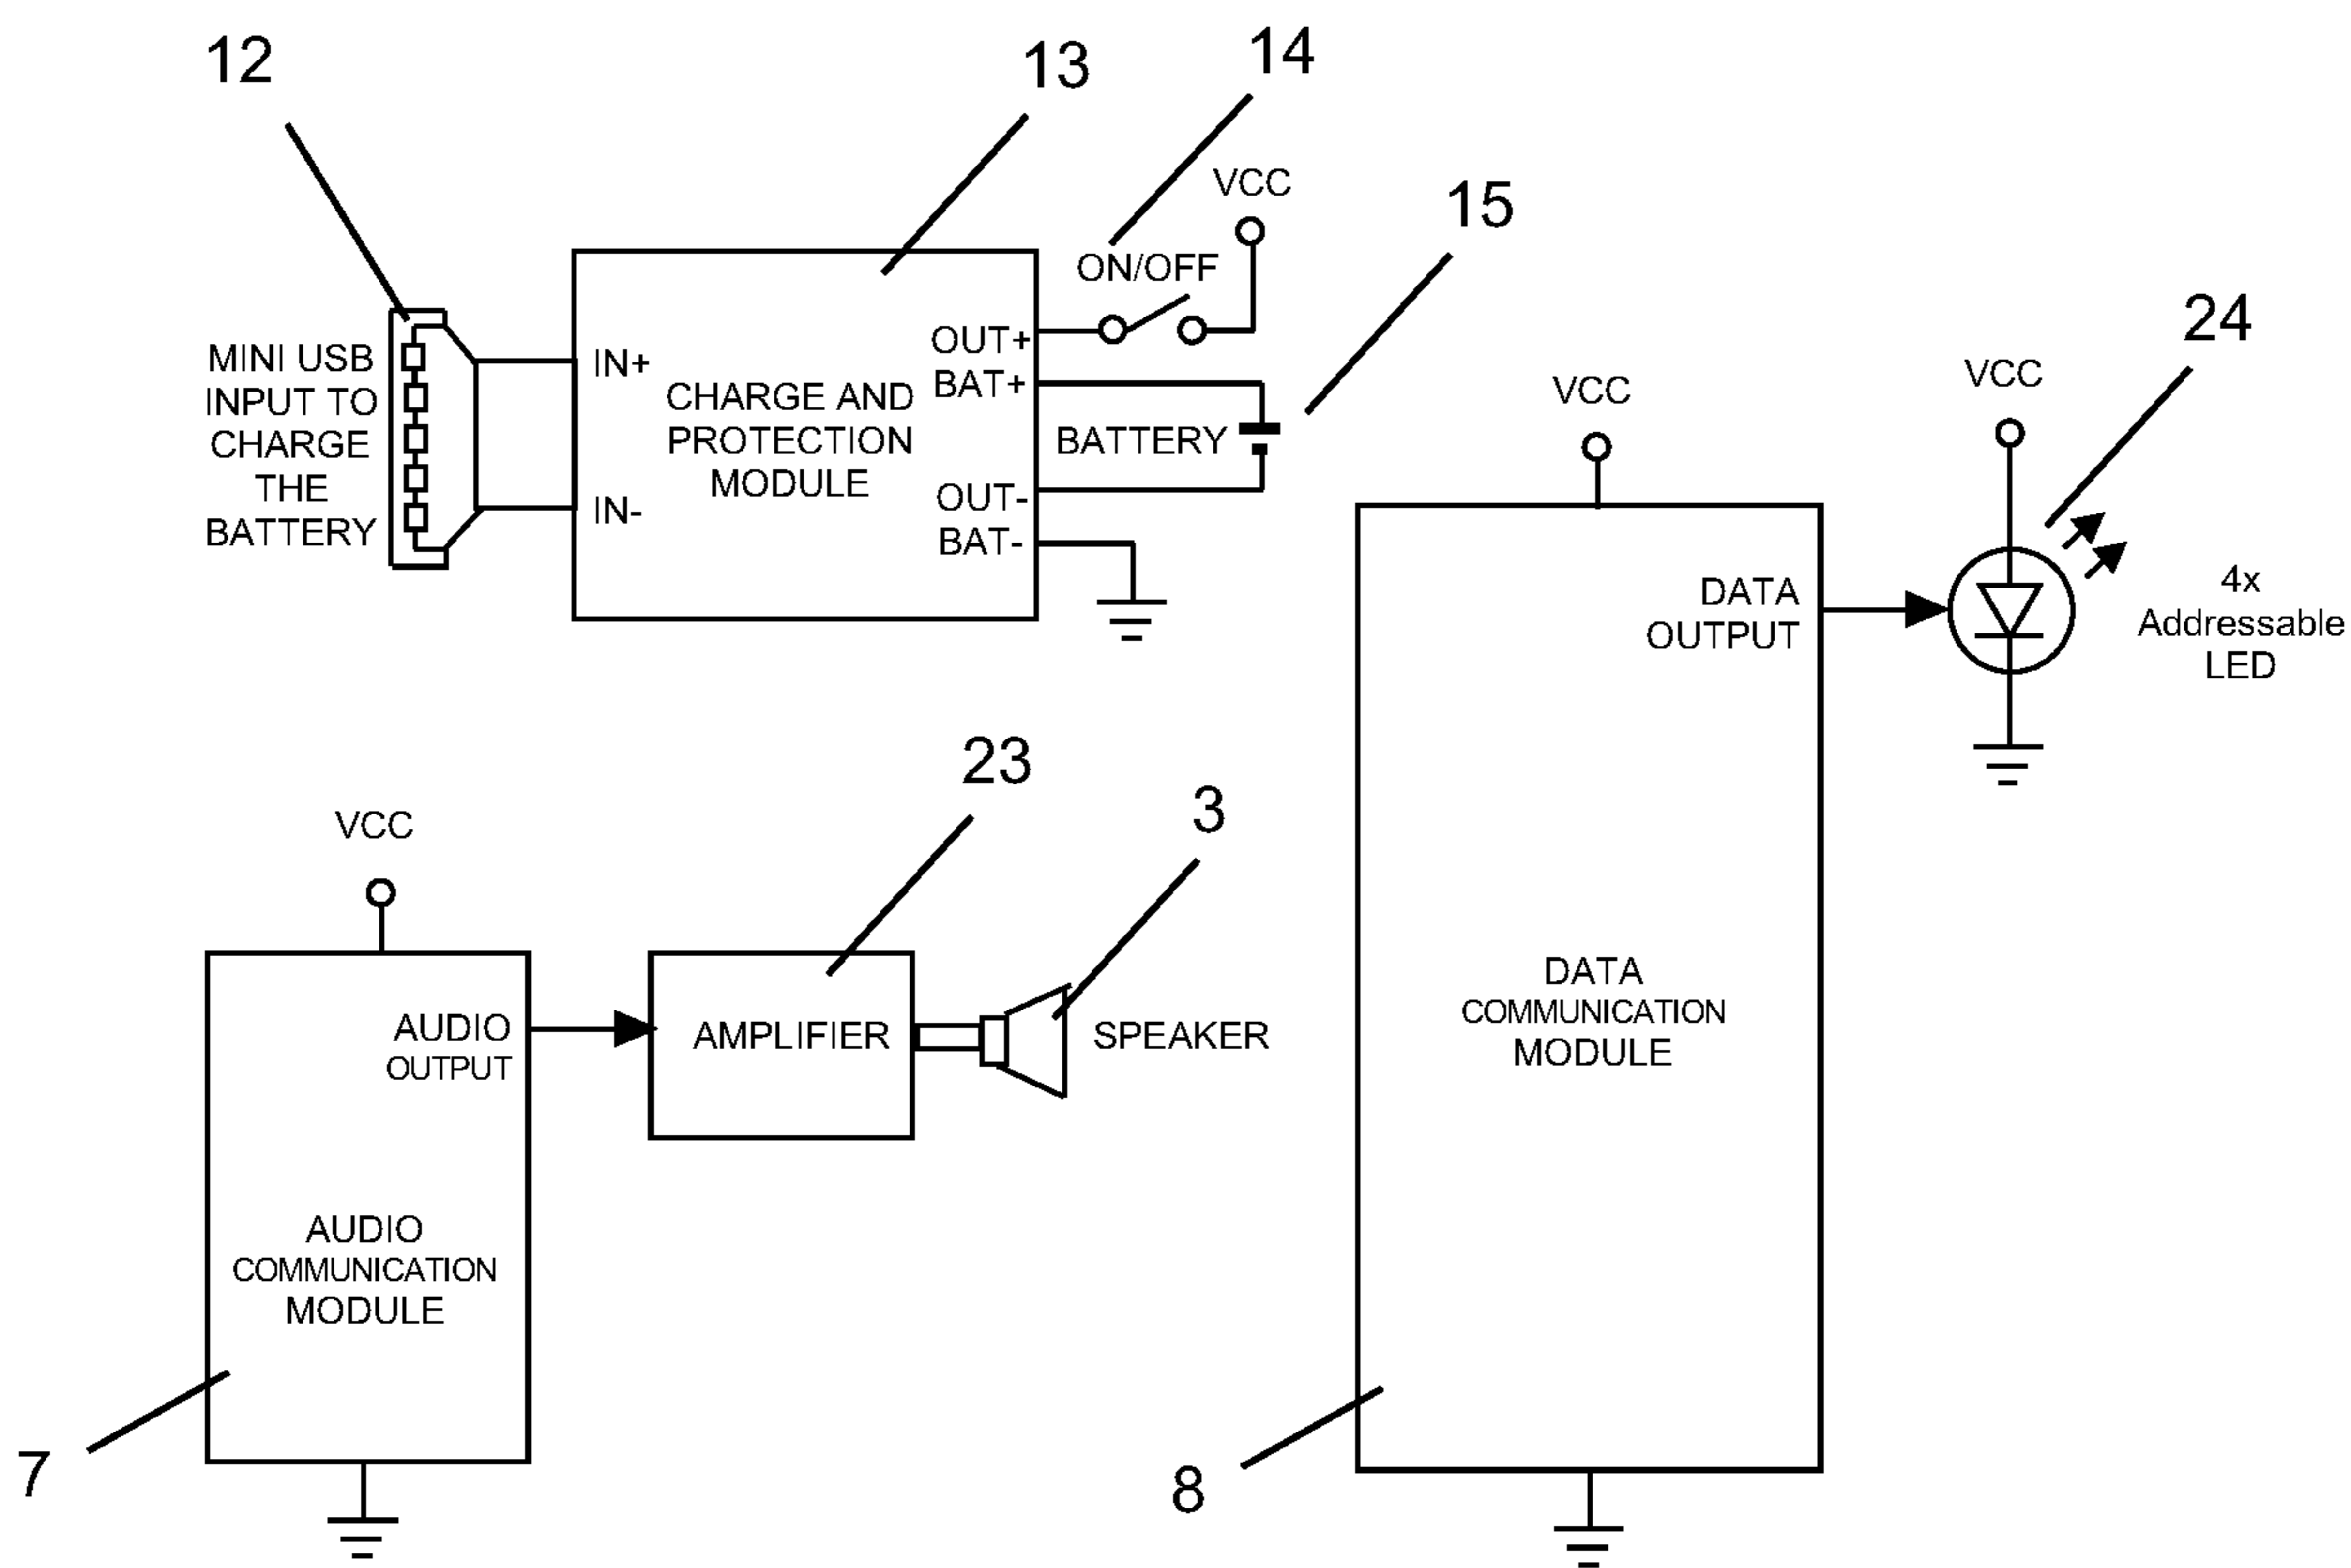 12
13
14
VCC
15
ON/OFF
MINI USB
INPUT TO
CHARGE
THE
BATTERY
IN+
IN-
CHARGE AND
PROTECTION
MODULE
OUT+
BAT+
BATTERY
OUT-
BAT-
24
VCC
VCC
DATA
OUTPUT
4x
Addressable
LED
DATA
COMMUNICATION
MODULE
8
23
3
VCC
AUDIO
OUTPUT
AMPLIFIER
SPEAKER
AUDIO
COMMUNICATION
MODULE
7